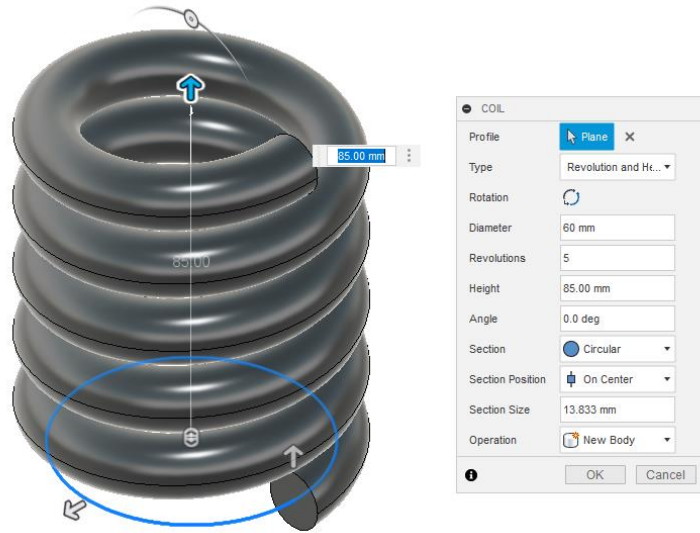 COIL
Profile Plane
Type Revolution and He...
Rotation
Diameter 60 mm
Revolutions 5
Height 85.00 mm
Angle 0.0 deg
Section Circular
Section Position On Center
Section Size 13.833 mm
Operation New Body
OK Cancel
85.00 mm
85.00